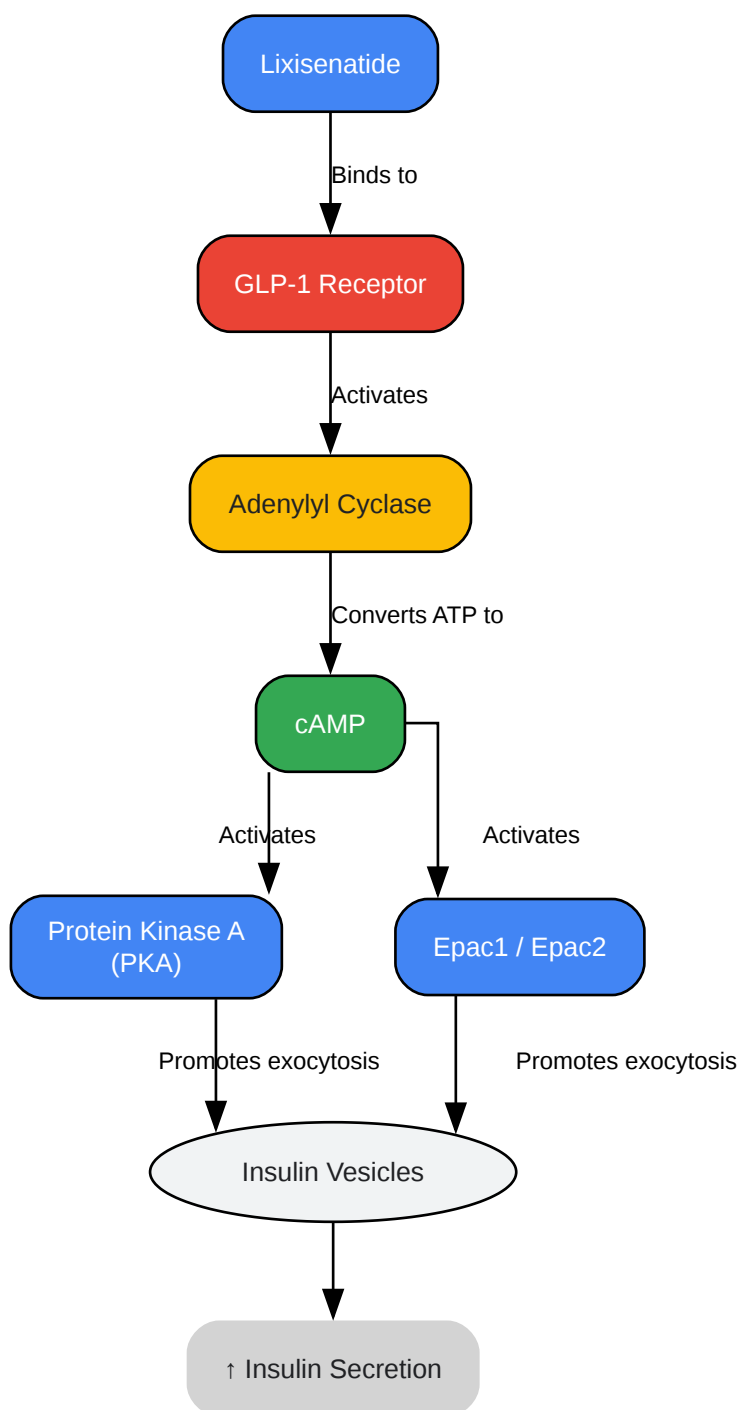 Lixisenatide
Binds to
GLP-1 Receptor
Activates
Adenylyl Cyclase
Converts ATP to
cAMP
Activates
Activates
Protein Kinase A
(PKA)
Epac1 / Epac2
Promotes exocytosis
Promotes exocytosis
Insulin Vesicles
↑ Insulin Secretion